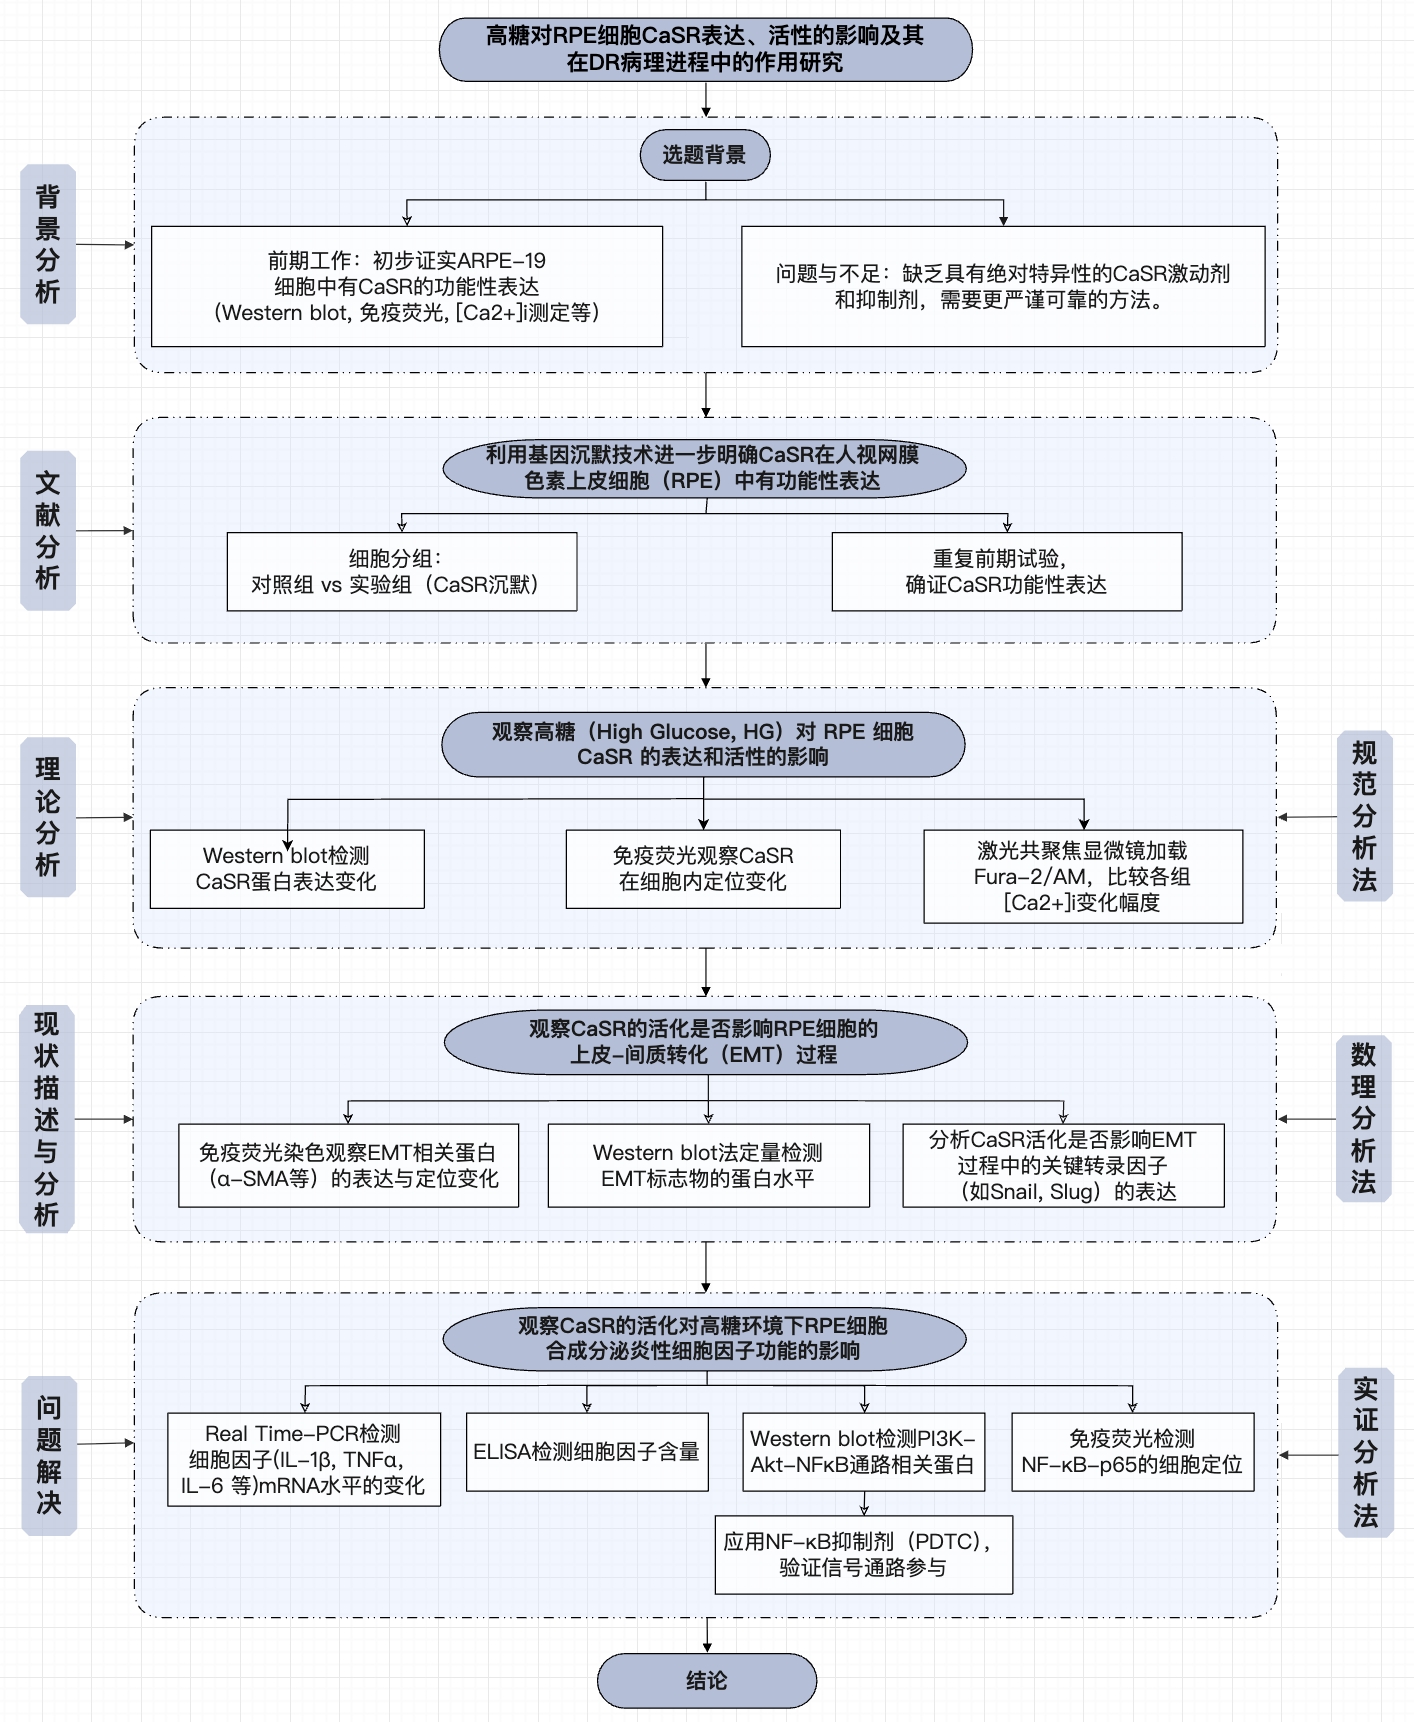 高糖对RPE细胞CaSR表达、活性的影响及其
在DR病理进程中的作用研究
背景分析
选题背景
前期工作：初步证实ARPE-19
细胞中有CaSR的功能性表达
（Western blot, 免疫荧光, [Ca2+]i测定等）
问题与不足：缺乏具有绝对特异性的CaSR激动剂
和抑制剂，需要更严谨可靠的方法。
文献分析
利用基因沉默技术进一步明确CaSR在人视网膜
色素上皮细胞（RPE）中有功能性表达
细胞分组：
对照组 vs 实验组（CaSR沉默）
重复前期试验,
确证CaSR功能性表达
理论分析
观察高糖（High Glucose, HG）对 RPE 细胞
CaSR 的表达和活性的影响
Western blot检测
CaSR蛋白表达变化
免疫荧光观察CaSR
在细胞内定位变化
激光共聚焦显微镜加载
Fura-2/AM，比较各组
[Ca2+]i变化幅度
规范分析法
现状描述与分析
观察CaSR的活化是否影响RPE细胞的
上皮-间质转化（EMT）过程
免疫荧光染色观察EMT相关蛋白
（α-SMA等）的表达与定位变化
Western blot法定量检测
EMT标志物的蛋白水平
分析CaSR活化是否影响EMT
过程中的关键转录因子
（如Snail, Slug）的表达
数理分析法
问题解决
观察CaSR的活化对高糖环境下RPE细胞
合成分泌炎性细胞因子功能的影响
Real Time-PCR检测
细胞因子(IL-1β, TNFα,
IL-6 等)mRNA水平的变化
ELISA检测细胞因子含量
Western blot检测PI3K-
Akt-NFκB通路相关蛋白
免疫荧光检测
NF-κB-p65的细胞定位
应用NF-κB抑制剂（PDTC）,
验证信号通路参与
实证分析法
结论